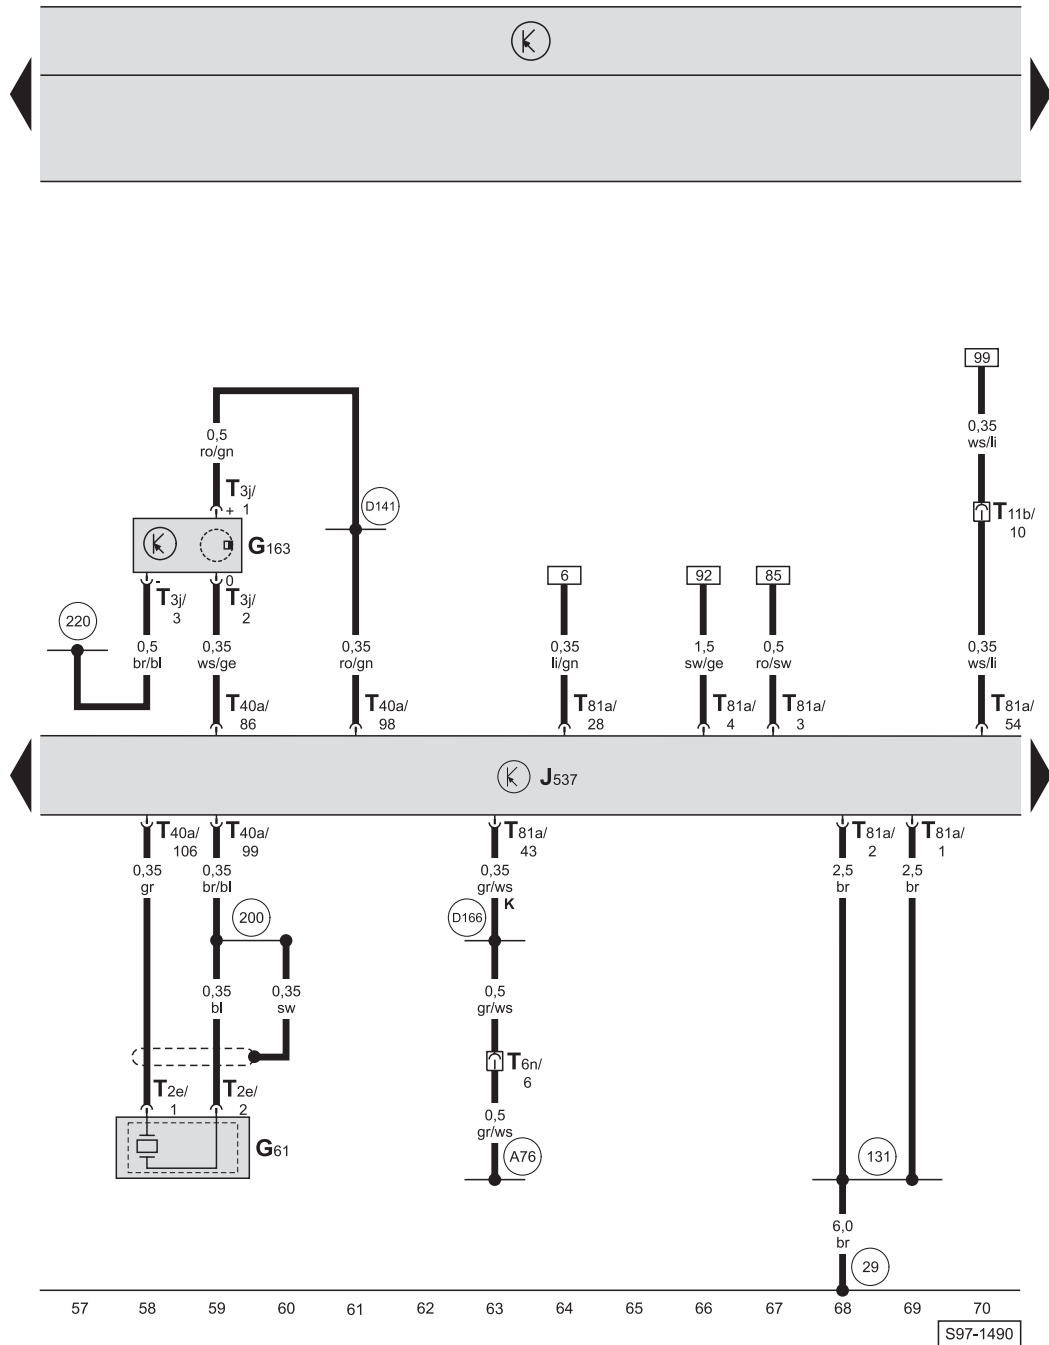 99
0,35
ws/li
T11b/
10
0,35
ws/li
T81a/
54
0,5
ro/gn
T3j/
+ 1
D141
G163
- 0
T3j/
3
T3j/
2
220
0,5
br/bl
0,35
ws/ge
0,35
ro/gn
T40a/
86
T40a/
98
6
0,35
li/gn
T81a/
28
92
1,5
sw/ge
T81a/
4
85
0,5
ro/sw
T81a/
3
J537
T40a/
106
0,35
gr
T40a/
99
0,35
br/bl
200
0,35
bl
0,35
sw
T2e/
1
T2e/
2
G61
T81a/
43
0,35
gr/ws
K
D166
0,5
gr/ws
T6n/
6
0,5
gr/ws
A76
T81a/
2
2,5
br
T81a/
1
2,5
br
131
6,0
br
29
57 58 59 60 61 62 63 64 65 66 67 68 69 70
S97-1490